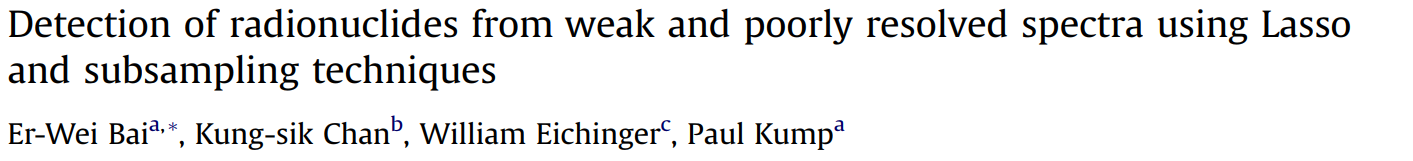 Detection of radionuclides from weak and poorly resolved spectra using Lasso
and subsampling techniques
Er-Wei Baiᵃ,*, Kung-sik Chanᵇ, William Eichingerᶜ, Paul Kumpᵃ